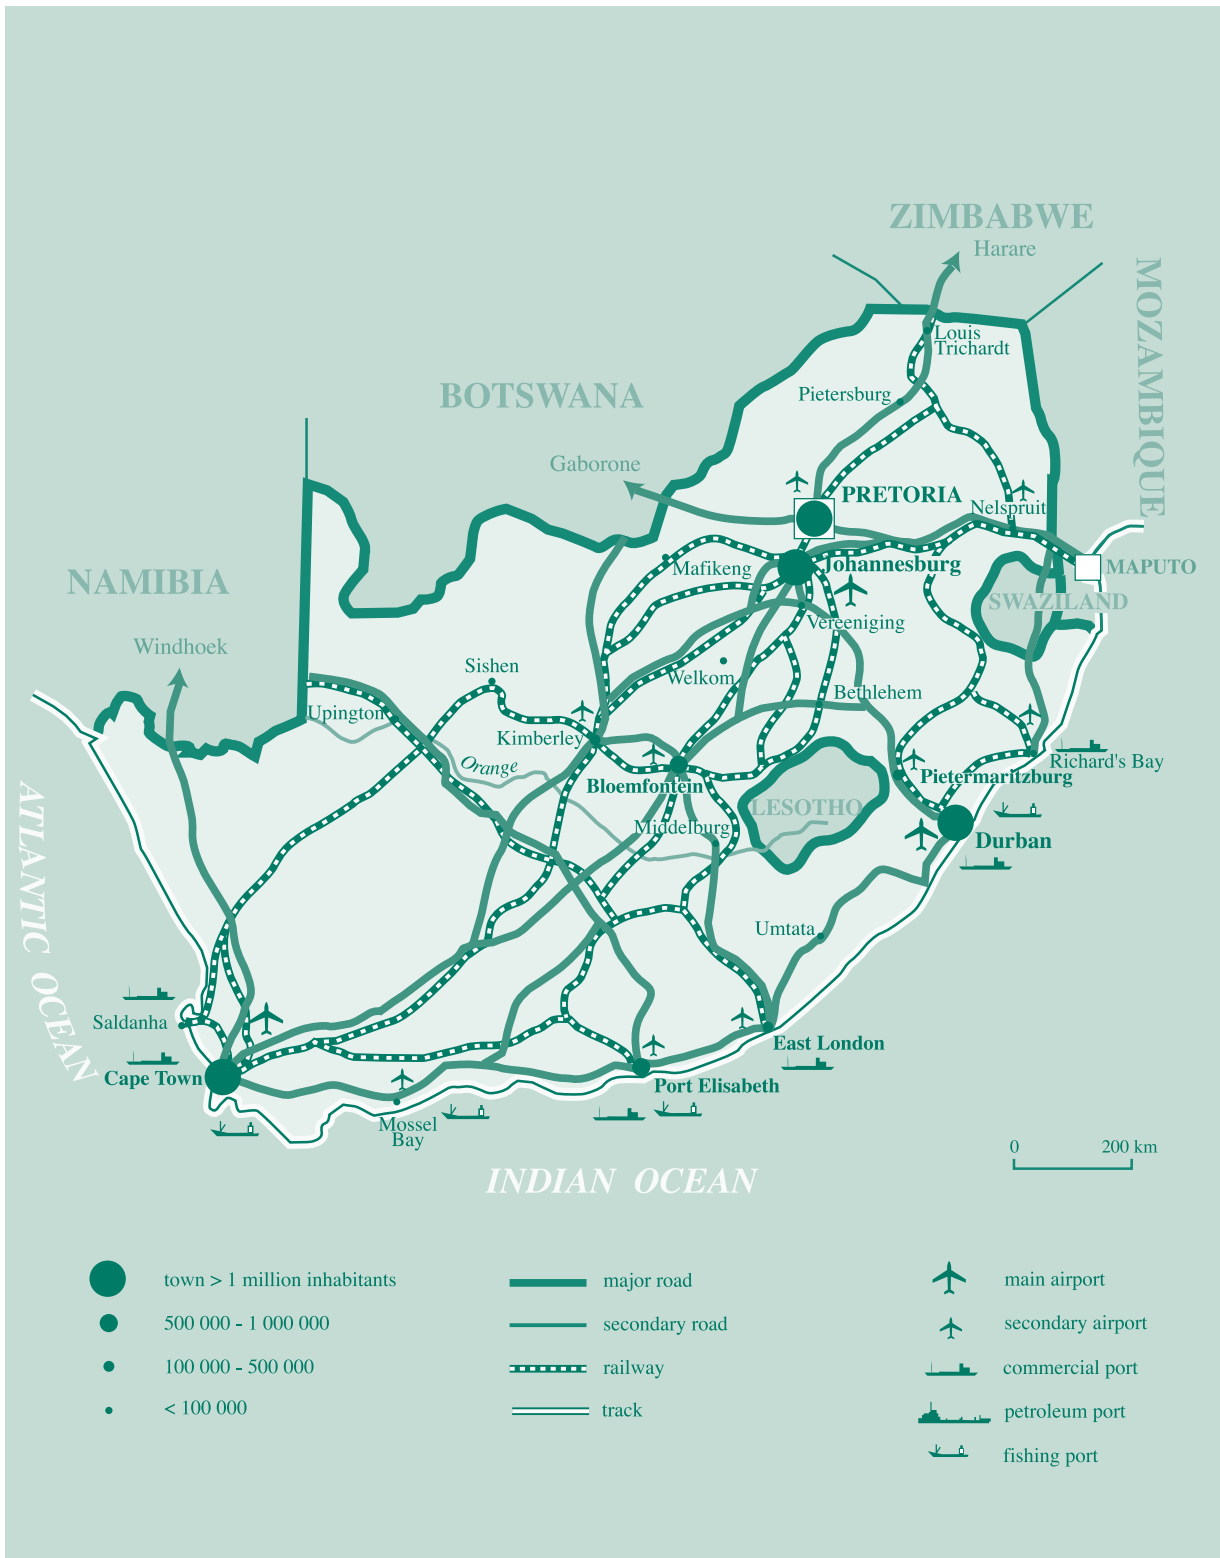 ZIMBABWE
Harare
MOZAMBIQUE
Louis
Trichardt
BOTSWANA
Pietersburg
Gaborone
PRETORIA
Nelspruit
NAMIBIA
Mafikeng
Johannesburg
MAPUTO
SWAZILAND
Windhoek
Vereeniging
Sishen
Welkom
Upington
Bethlehem
Kimberley
Orange
Richard's Bay
Bloemfontein
Pietermaritzburg
LESOTHO
Middelburg
Durban
ATLANTIC OCEAN
Umtata
Saldanha
East London
Cape Town
Port Elisabeth
Mossel
Bay
0 200 km
INDIAN OCEAN
town > 1 million inhabitants
500 000 - 1 000 000
100 000 - 500 000
< 100 000
major road
secondary road
railway
track
main airport
secondary airport
commercial port
petroleum port
fishing port